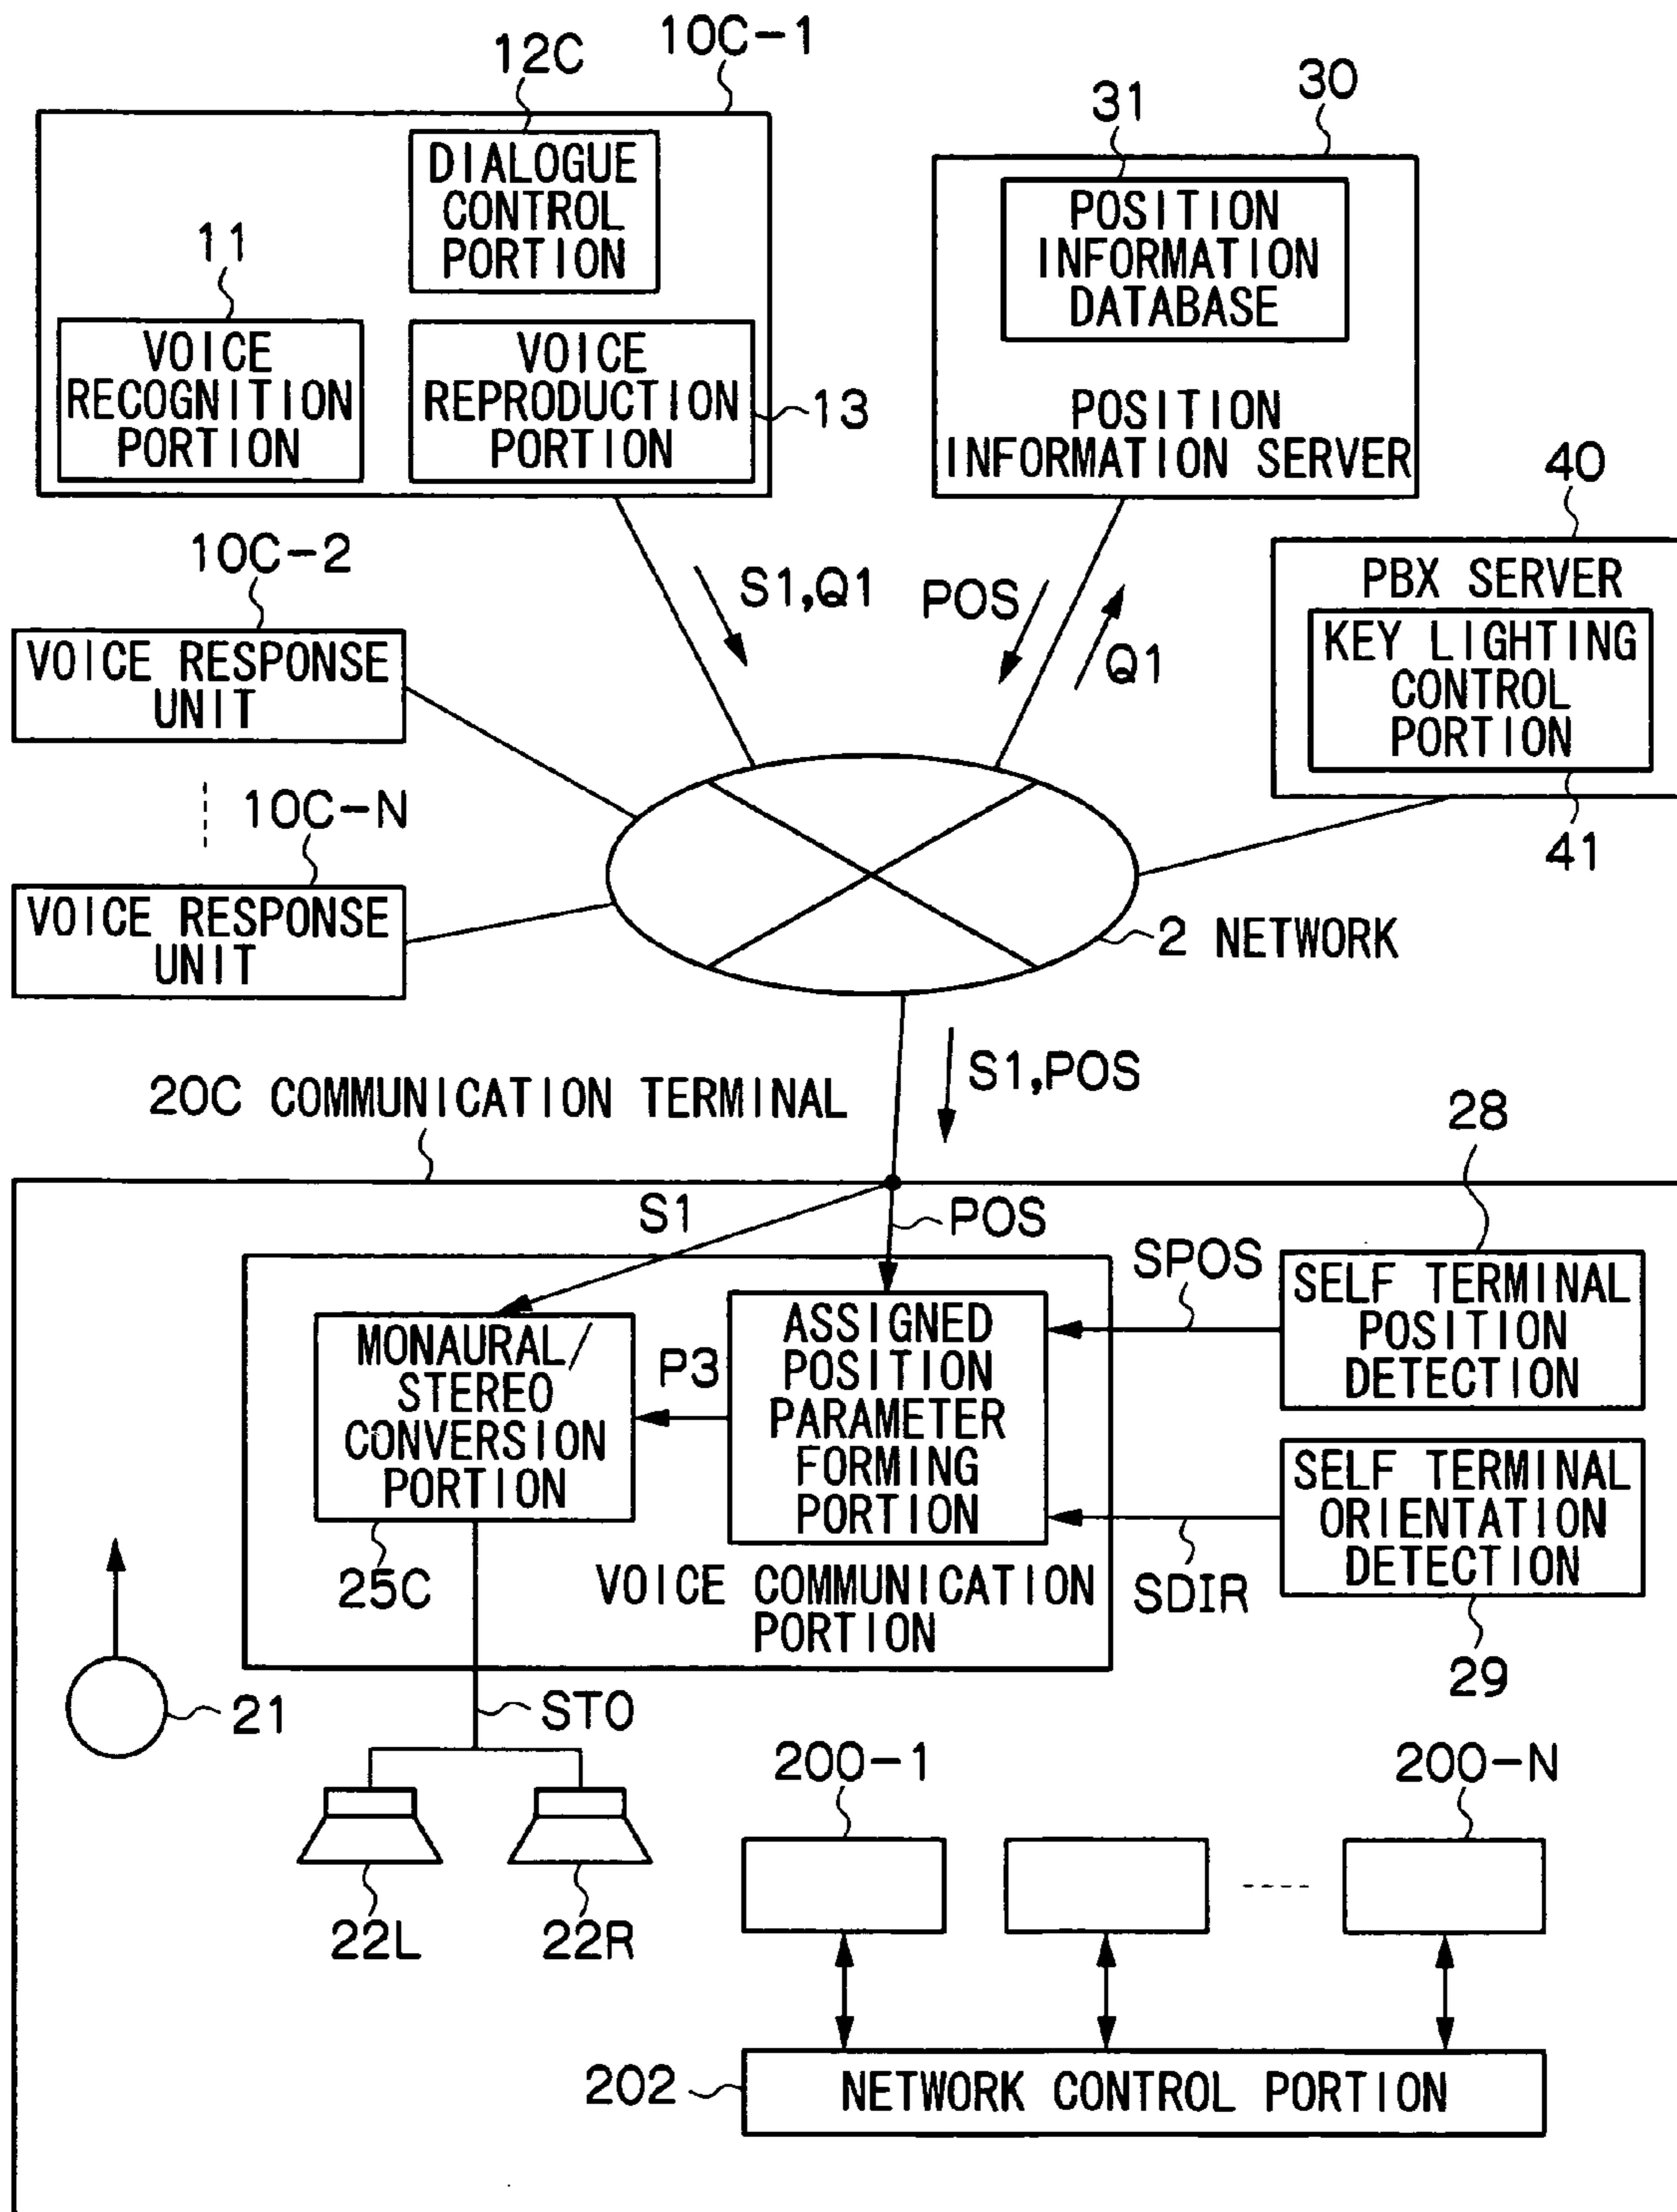 10C-1
12C
30
31
DIALOGUE
CONTROL
PORTION
POSITION
INFORMATION
DATABASE
11
VOICE
RECOGNITION
PORTION
VOICE
REPRODUCTION
PORTION
13
POSITION
INFORMATION SERVER
40
10C-2
S1,Q1
POS
Q1
PBX SERVER
KEY LIGHTING
CONTROL
PORTION
VOICE RESPONSE
UNIT
10C-N
41
VOICE RESPONSE
UNIT
2 NETWORK
S1,POS
20C COMMUNICATION TERMINAL
28
S1
POS
SPOS
SELF TERMINAL
POSITION
DETECTION
ASSIGNED
POSITION
PARAMETER
FORMING
PORTION
MONAURAL/
STEREO
CONVERSION
PORTION
P3
SELF TERMINAL
ORIENTATION
DETECTION
25C
VOICE COMMUNICATION
PORTION
SDIR
29
21
STO
200-1
200-N
22L
22R
202
NETWORK CONTROL PORTION